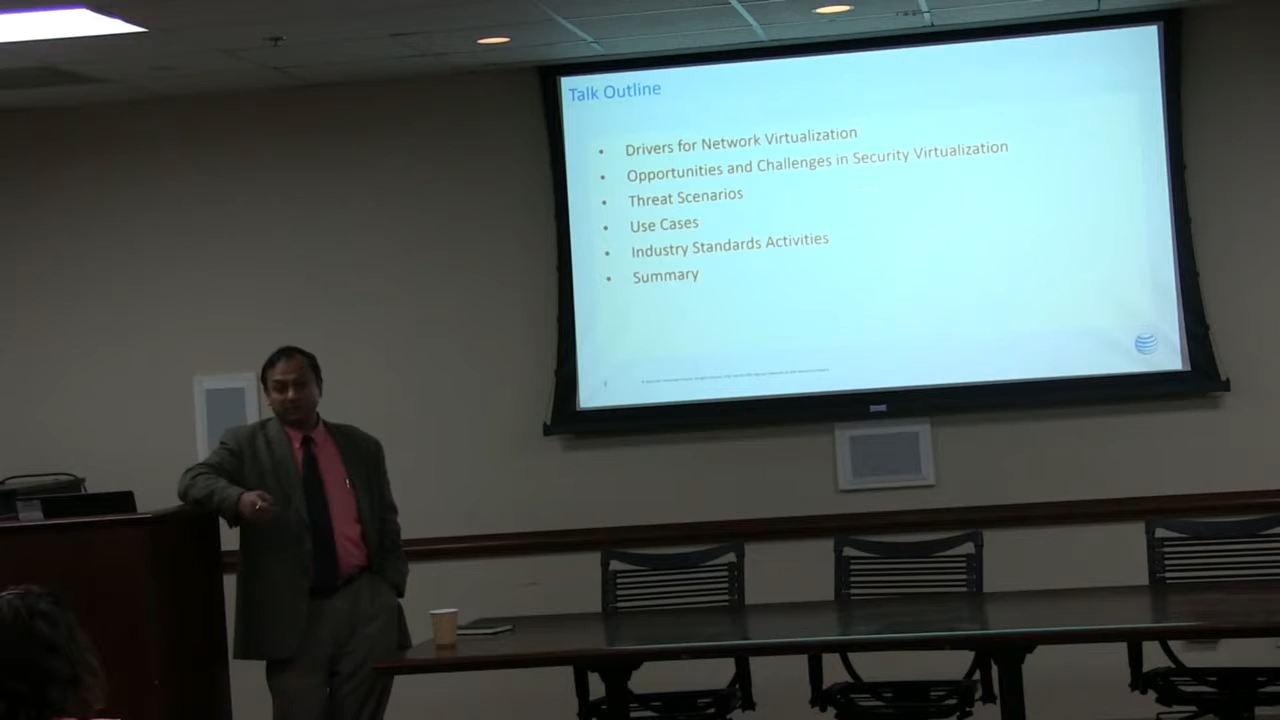 Talk Outline
• Drivers for Network Virtualization
• Opportunities and Challenges in Security Virtualization
• Threat Scenarios
• Use Cases
• Industry Standards Activities
• Summary